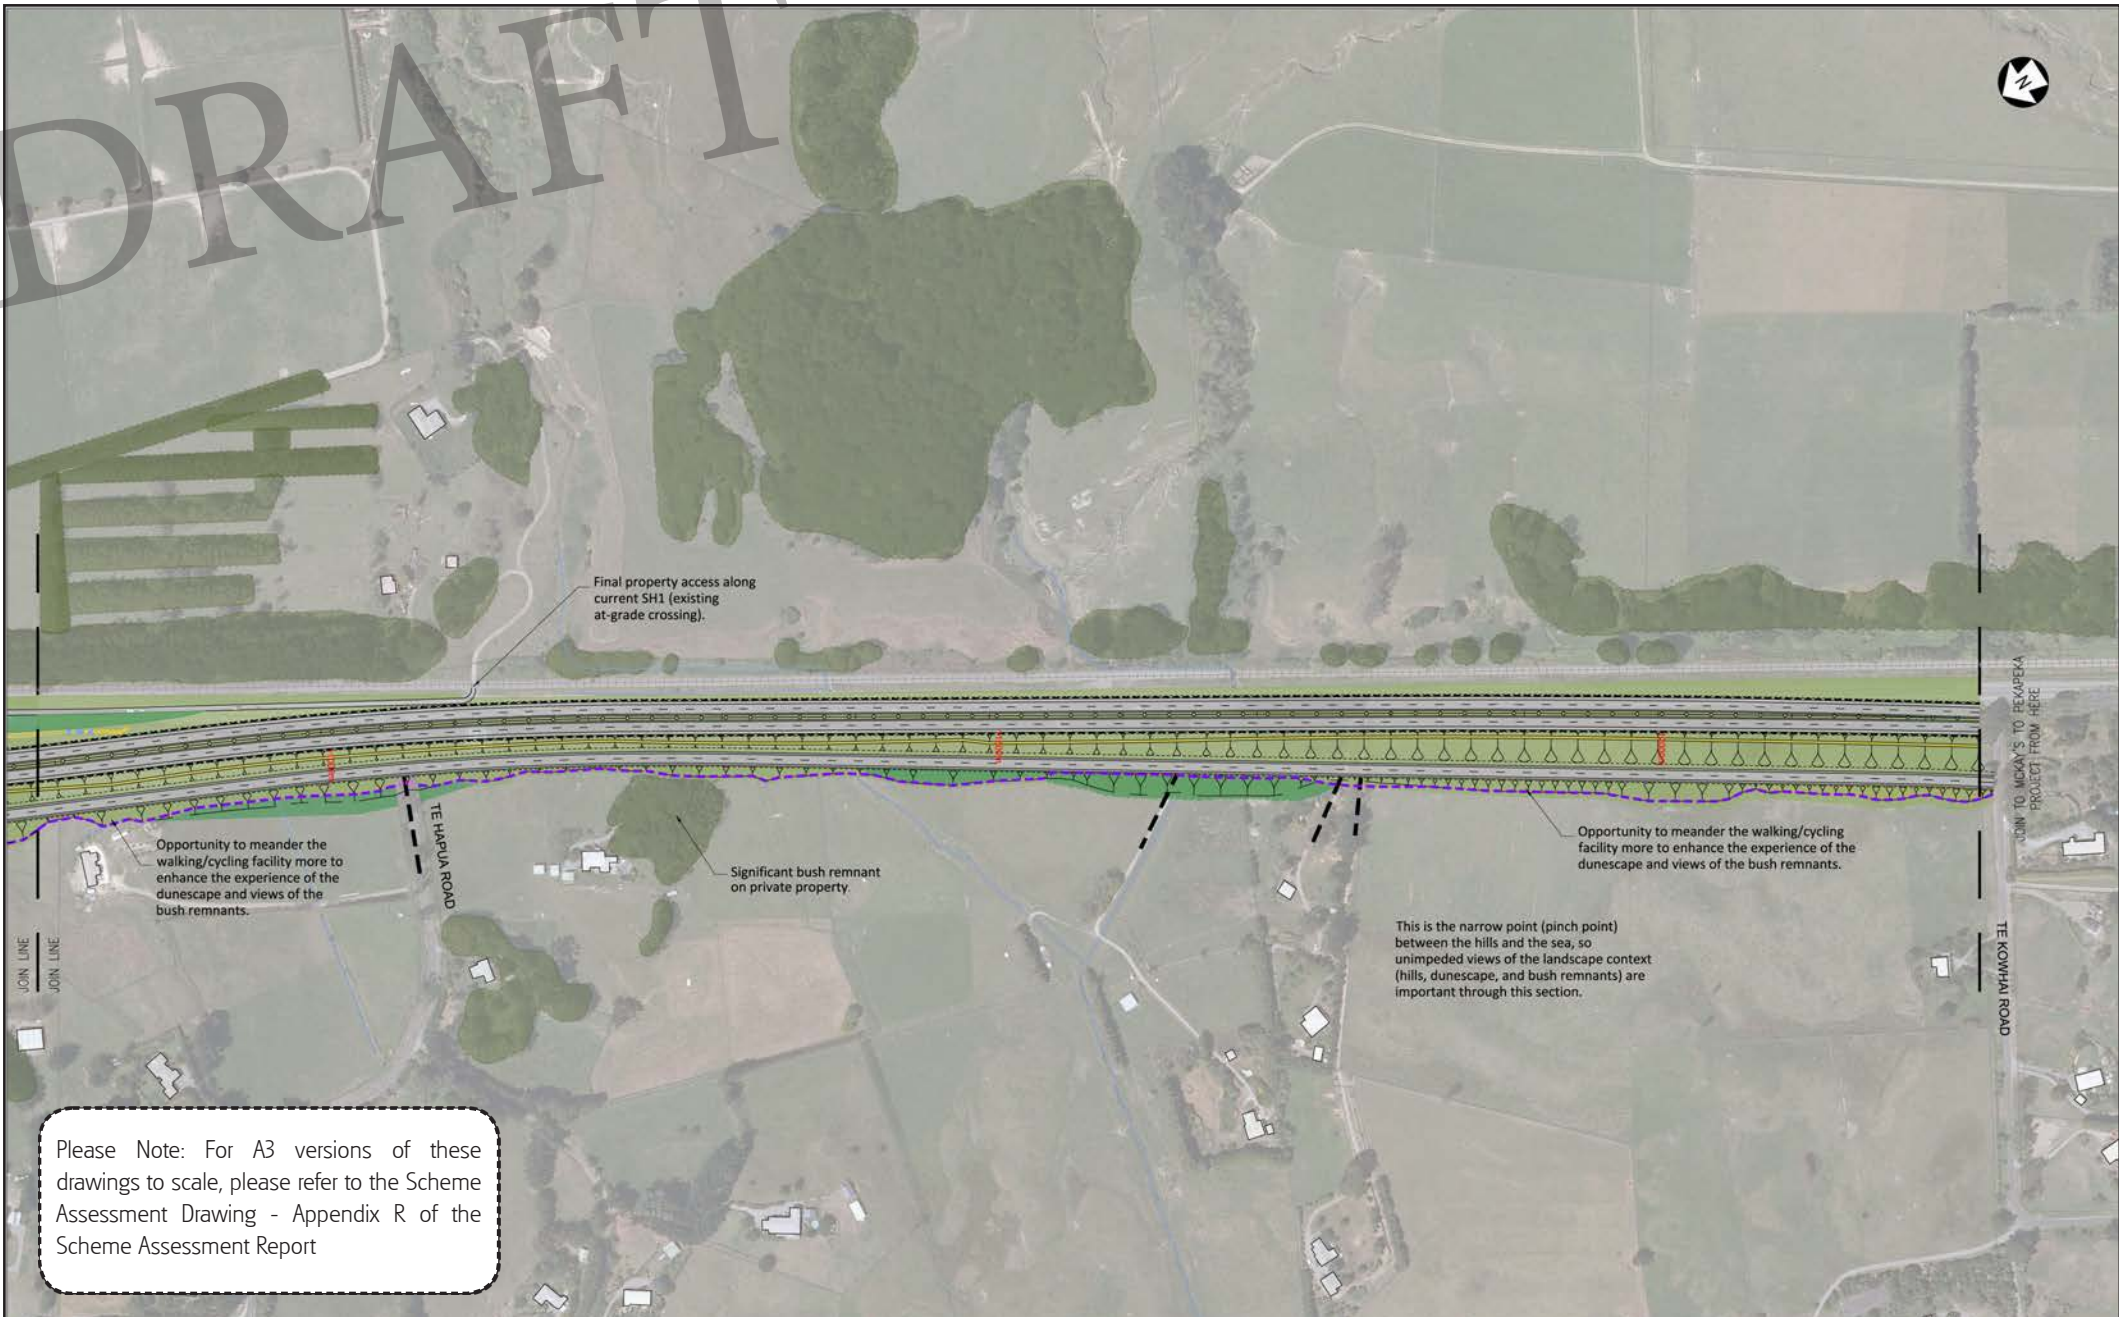 DRAFT
N
Final property access along
current SH1 (existing
at-grade crossing).
JOIN TO MCKAY'S TO PEKAPEKA
PROJECT FROM HERE
TE HAPUA ROAD
Opportunity to meander the
walking/cycling facility more to
enhance the experience of the
dunescape and views of the
bush remnants.
Significant bush remnant
on private property.
Opportunity to meander the walking/cycling
facility more to enhance the experience of the
dunescape and views of the bush remnants.
This is the narrow point (pinch point)
between the hills and the sea, so
unimpeded views of the landscape context
(hills, dunescape, and bush remnants) are
important through this section.
JOIN LINE
JOIN LINE
TE KOWHAI ROAD
Please Note: For A3 versions of these
drawings to scale, please refer to the Scheme
Assessment Drawing - Appendix R of the
Scheme Assessment Report